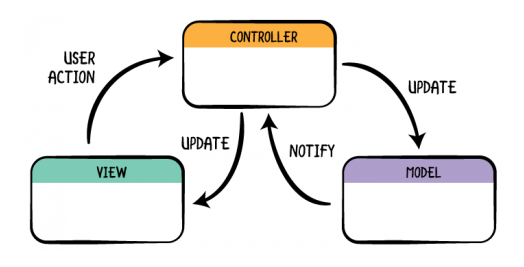 CONTROLLER
USER
ACTION
UPDATE
UPDATE
NOTIFY
VIEW
MODEL